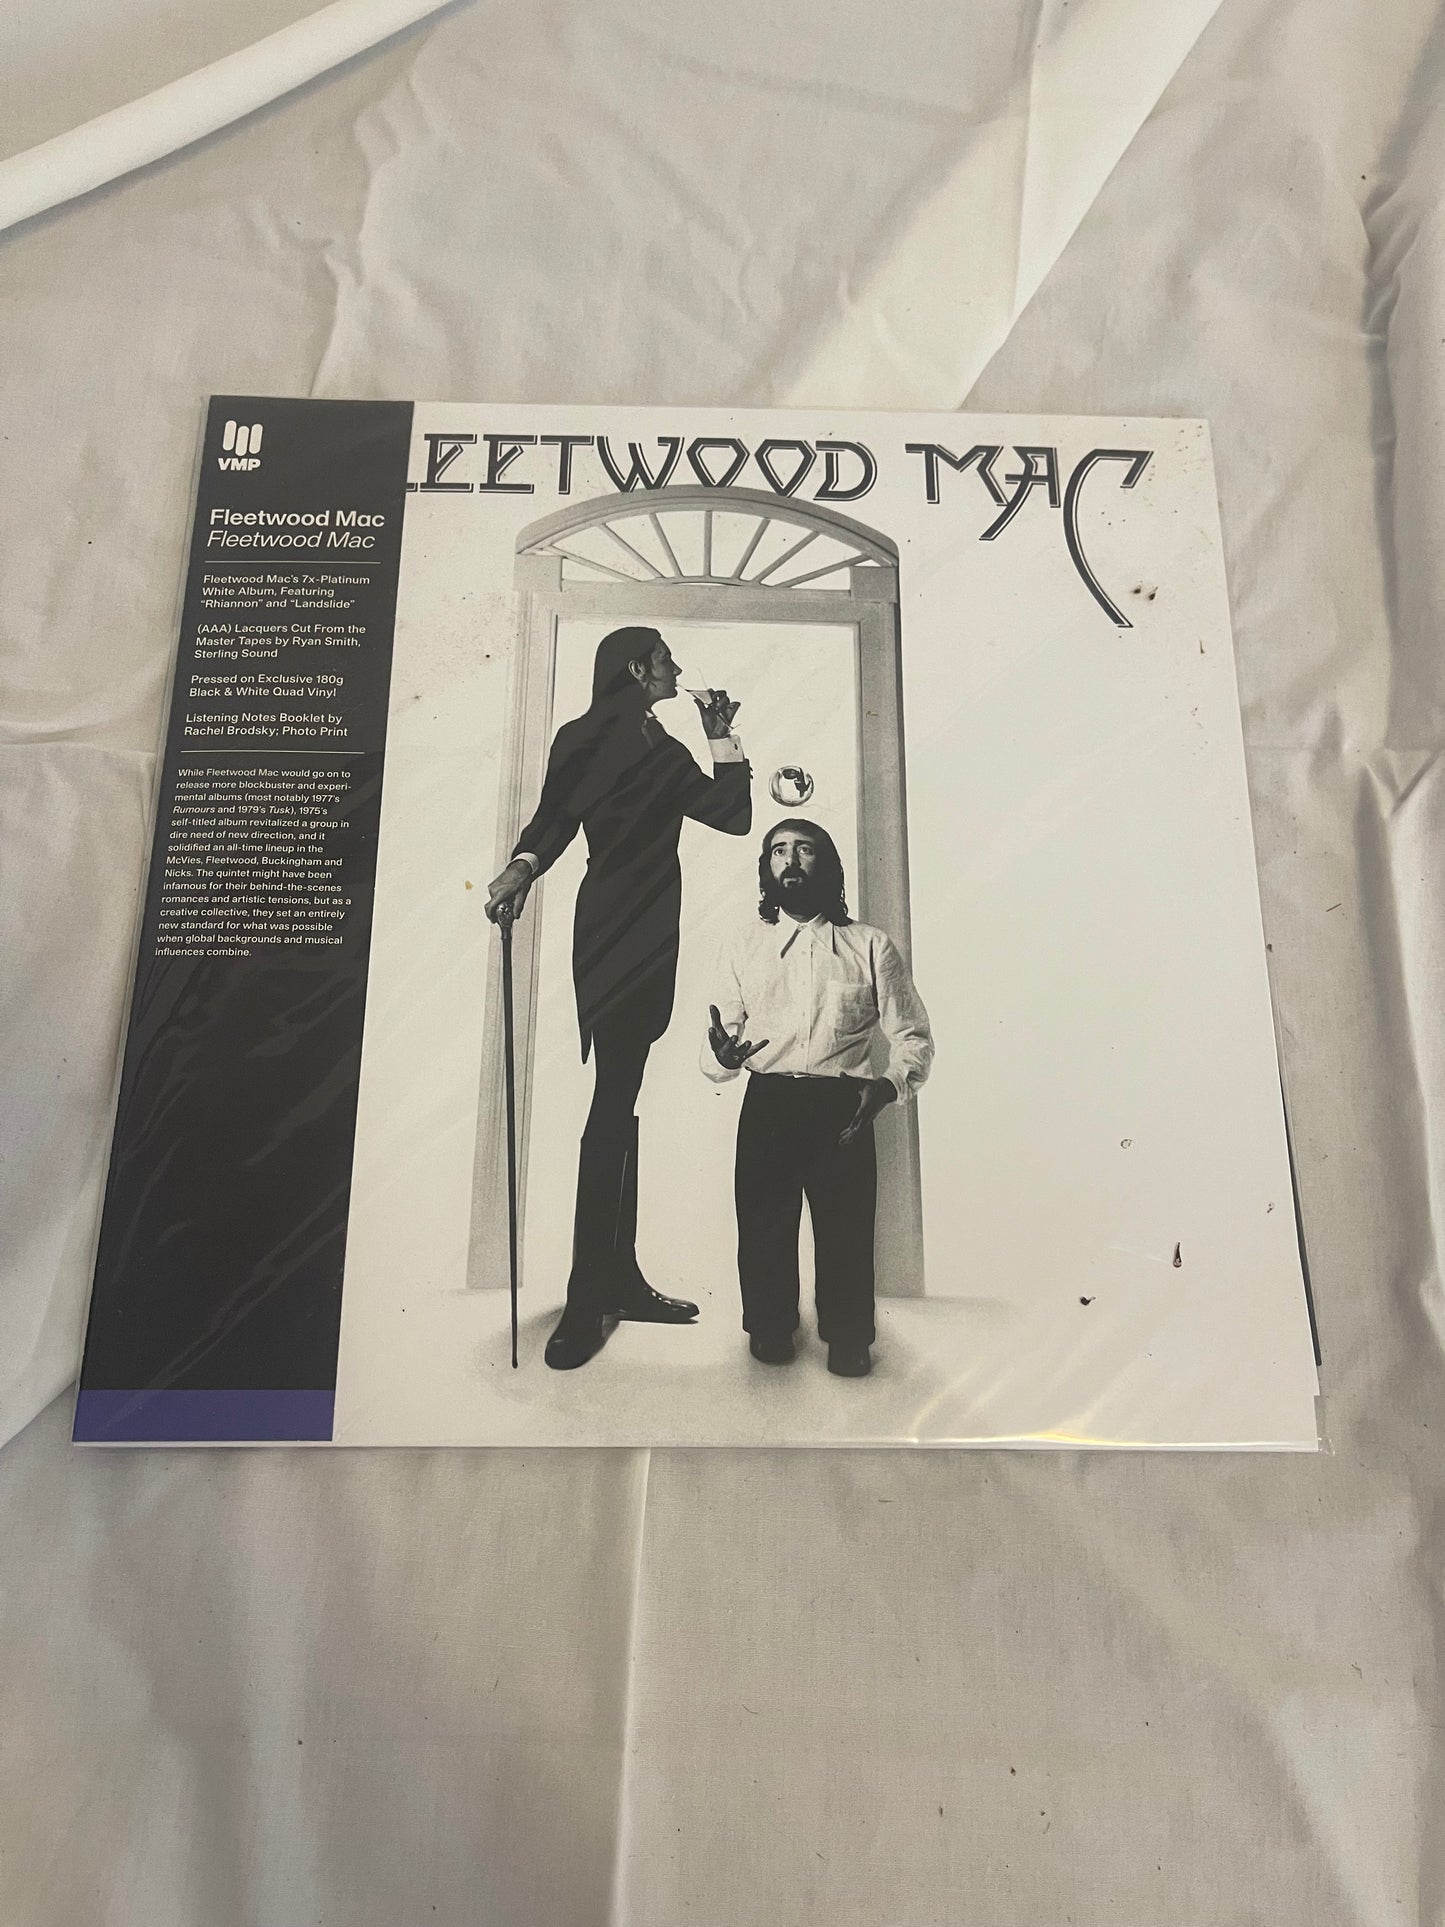 VMP
LEETWOOD MAC
Fleetwood Mac
Fleetwood Mac
Fleetwood Mac's 7x-Platinum
White Album, Featuring
"Rhiannon" and "Landslide"
(AAA) Lacquers Cut From the
Master Tapes by Ryan Smith,
Sterling Sound
Pressed on Exclusive 180g
Black & White Quad Vinyl
Listening Notes Booklet by
Rachel Brodsky; Photo Print
While Fleetwood Mac would go on to
release more blockbuster and experi-
mental albums (most notably 1977's
Rumours and 1979's Tusk), 1975's
self-titled album revitalized a group in
dire need of new direction, and it
solidified an all-time lineup in the
McVies, Fleetwood, Buckingham and
Nicks. The quintet might have been
infamous for their behind-the-scenes
romances and artistic tensions, but as a
creative collective, they set an entirely
new standard for what was possible
when global backgrounds and musical
influences combine.